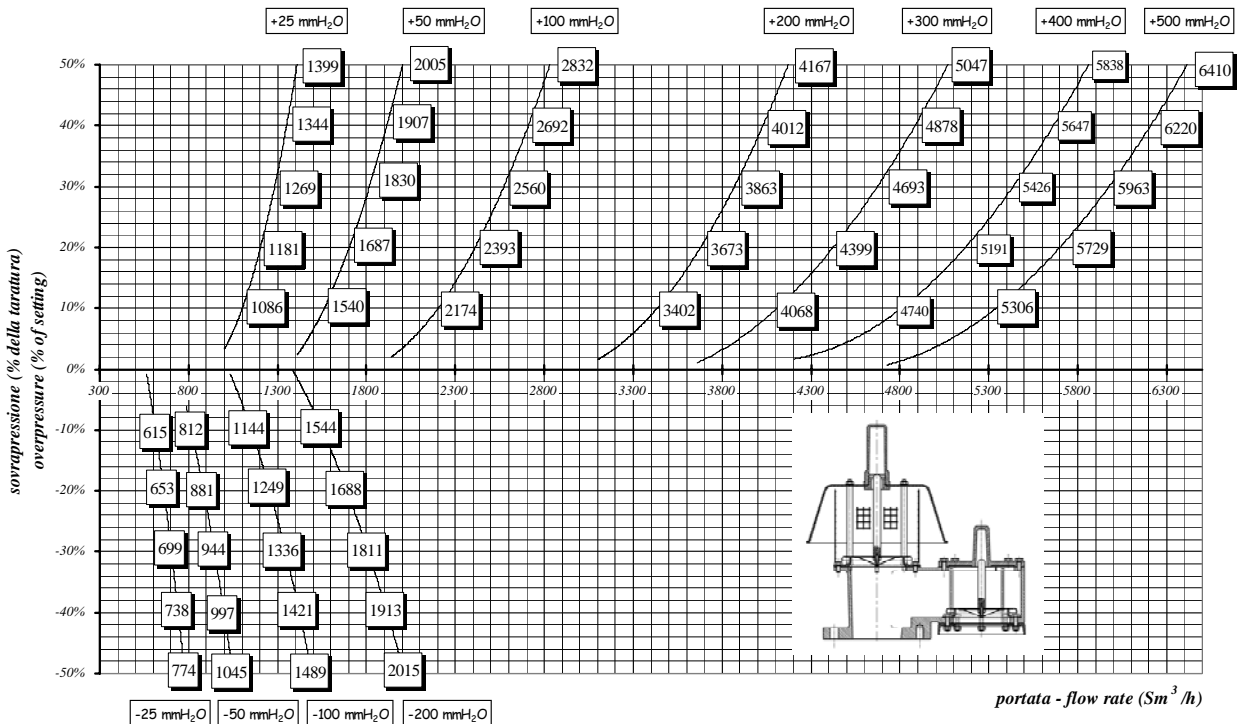 +25 mmH₂O +50 mmH₂O +100 mmH₂O +200 mmH₂O +300 mmH₂O +400 mmH₂O +500 mmH₂O
50% 1399 2005 2832 4167 5047 5838 6410
40% 1344 1907 2692 4012 4878 5647 6220
30% 1269 1830 2560 3863 4693 5426 5963
20% 1181 1687 2393 3673 4399 5191 5729
10% 1086 1540 2174 3402 4068 4740 5306
0%
300 800 1300 1800 2300 2800 3300 3800 4300 4800 5300 5800 6300
-10% 615 812 1144 1544
-20% 653 881 1249 1688
-30% 699 944 1336 1811
-40% 738 997 1421 1913
-50% 774 1045 1489 2015
-25 mmH₂O -50 mmH₂O -100 mmH₂O -200 mmH₂O
sovrapressione (% della taratura)
overpressure (% of setting)
portata - flow rate (Sm³/h)